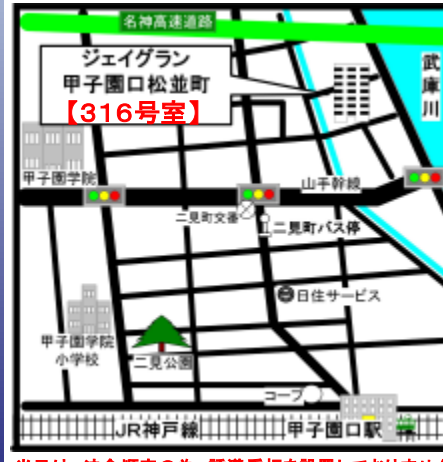 名神高速道路
ジェイグラン
甲子園口松並町
【316号室】
武庫川
甲子園学院
山手幹線
二見町交番
二見町バス停
日住サービス
甲子園学院
小学校
二見公園
コープ
JR神戸線
甲子園口駅